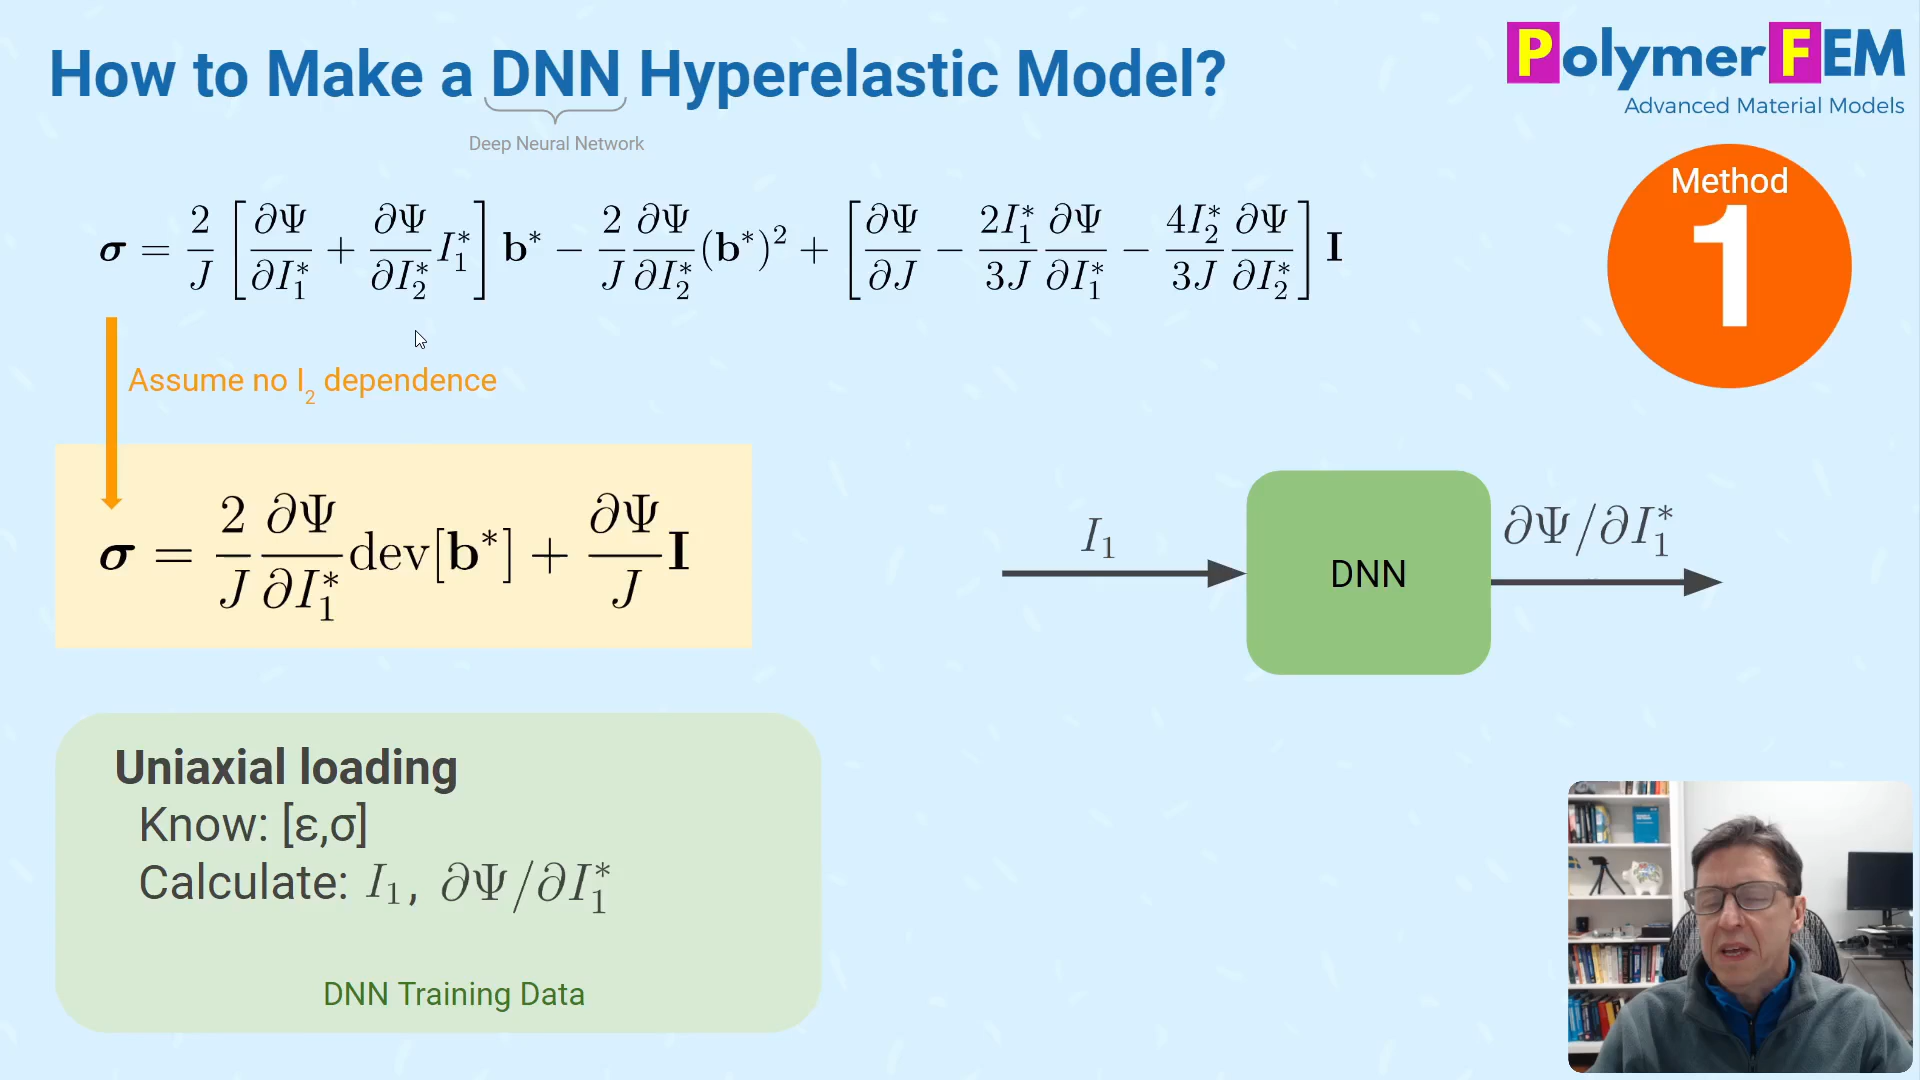 How to Make a DNN Hyperelastic Model?
Deep Neural Network
PolymerFEM
Advanced Material Models
Method
1
σ = 2/J [∂Ψ/∂I₁* + ∂Ψ/∂I₂* I₁*] b* − 2/J ∂Ψ/∂I₂* (b*)² + [∂Ψ/∂J − 2I₁*/3J ∂Ψ/∂I₁* − 4I₂*/3J ∂Ψ/∂I₂*] I
Assume no I₂ dependence
σ = 2/J ∂Ψ/∂I₁* dev[b*] + ∂Ψ/J I
I₁
DNN
∂Ψ/∂I₁*
Uniaxial loading
Know: [ε,σ]
Calculate: I₁, ∂Ψ/∂I₁*
DNN Training Data